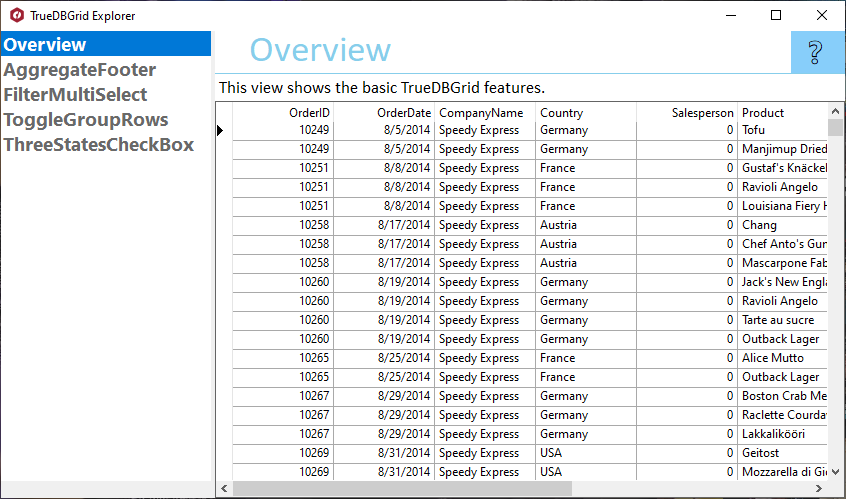 TrueDBGrid Explorer
Overview
AggregateFooter
FilterMultiSelect
ToggleGroupRows
ThreeStatesCheckBox
Overview
?
This view shows the basic TrueDBGrid features.
OrderID OrderDate CompanyName Country Salesperson Product
10249 8/5/2014 Speedy Express Germany 0 Tofu
10249 8/5/2014 Speedy Express Germany 0 Manjimup Dried
10251 8/8/2014 Speedy Express France 0 Gustaf's Knäckel
10251 8/8/2014 Speedy Express France 0 Ravioli Angelo
10251 8/8/2014 Speedy Express France 0 Louisiana Fiery H
10258 8/17/2014 Speedy Express Austria 0 Chang
10258 8/17/2014 Speedy Express Austria 0 Chef Anto's Gum
10258 8/17/2014 Speedy Express Austria 0 Mascarpone Fab
10260 8/19/2014 Speedy Express Germany 0 Jack's New Engla
10260 8/19/2014 Speedy Express Germany 0 Ravioli Angelo
10260 8/19/2014 Speedy Express Germany 0 Tarte au sucre
10260 8/19/2014 Speedy Express Germany 0 Outback Lager
10265 8/25/2014 Speedy Express France 0 Alice Mutto
10265 8/25/2014 Speedy Express France 0 Outback Lager
10267 8/29/2014 Speedy Express Germany 0 Boston Crab Me
10267 8/29/2014 Speedy Express Germany 0 Raclette Courda
10267 8/29/2014 Speedy Express Germany 0 Lakkalikööri
10269 8/31/2014 Speedy Express USA 0 Geitost
10269 8/31/2014 Speedy Express USA 0 Mozzarella di Gi